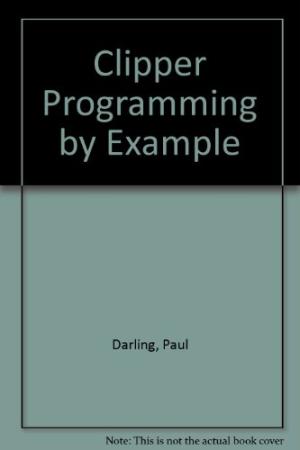 Clipper
Programming
by Example
Darling, Paul
Note: This is not the actual book cover